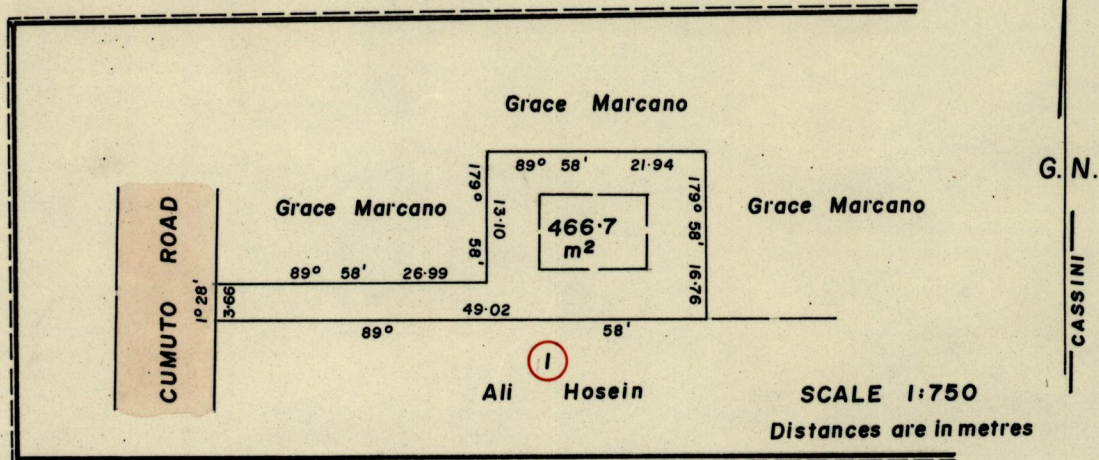 Grace Marcano
89° 58' 21.94
G.N.
179° 58'
13.10
179° 58'
16.76
Grace Marcano
Grace Marcano
466.7
m²
CUMUTO ROAD
89° 58' 26.99
1° 28'
3.66
49.02
89° 58'
CASSINI
1
Ali Hosein
SCALE 1:750
Distances are in metres